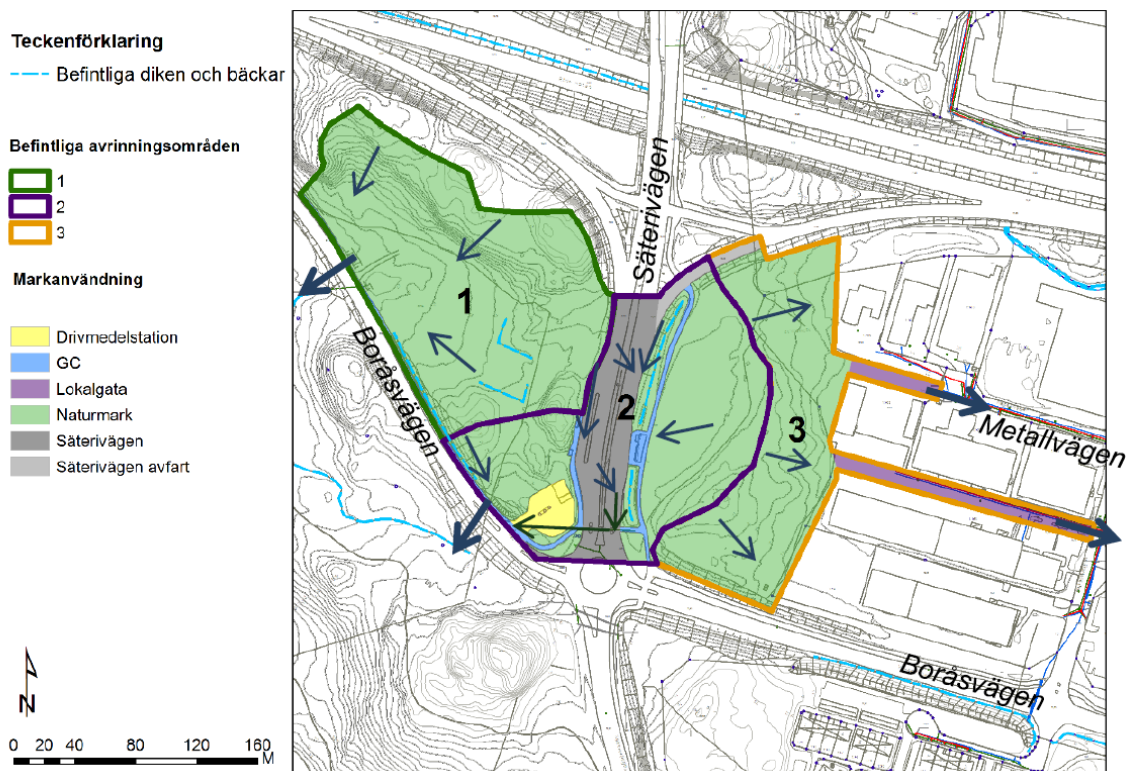 Teckenförklaring
Befintliga diken och bäckar
Befintliga avrinningsområden
1
2
3
Markanvändning
Drivmedelstation
GC
Lokalgata
Naturmark
Säterivägen
Säterivägen avfart
N
0 20 40 80 120 160
M
Säterivägen
1
Boråsvägen
2
3
Metallvägen
Boråsvägen